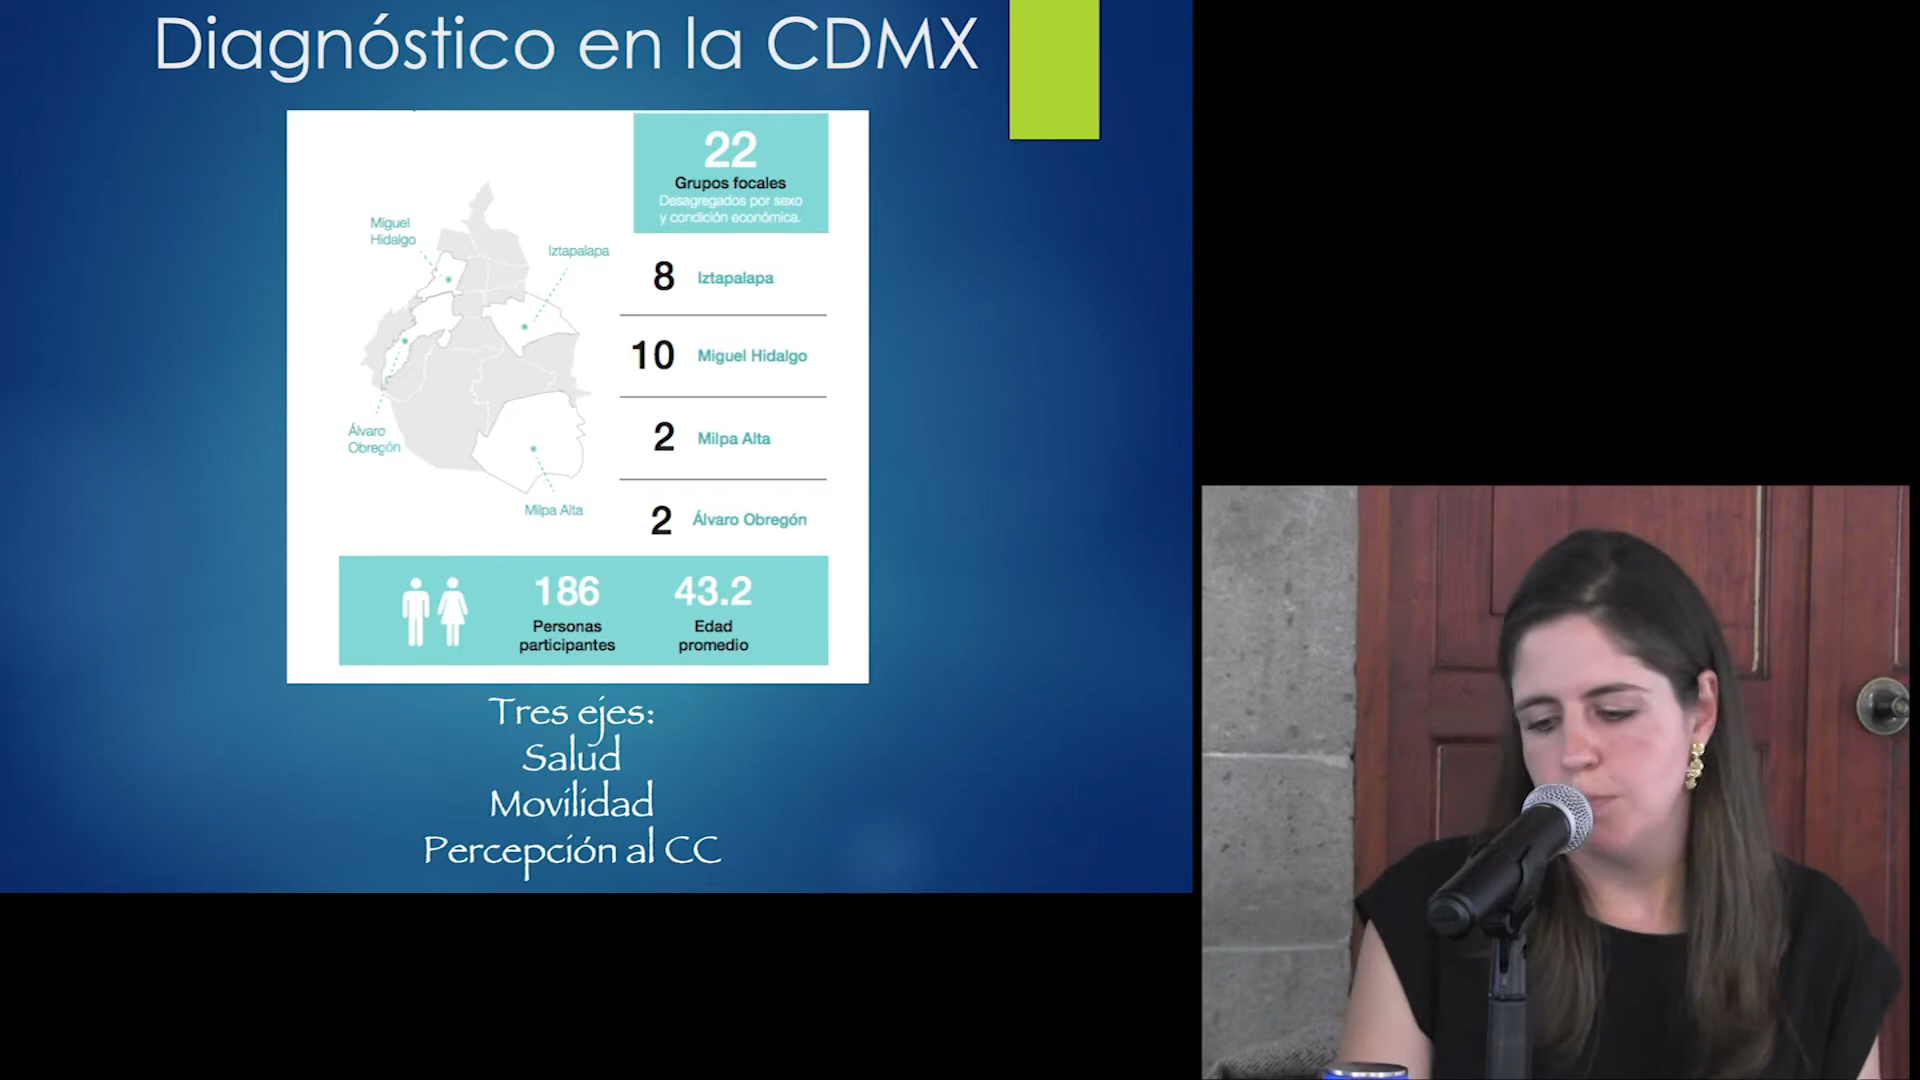 Diagnóstico en la CDMX
22
Grupos focales
Desagregados por sexo
y condición económica.
Miguel
Hidalgo
Iztapalapa
Álvaro
Obregón
Milpa Alta
8 Iztapalapa
10 Miguel Hidalgo
2 Milpa Alta
2 Álvaro Obregón
186
Personas
participantes
43.2
Edad
promedio
Tres ejes:
Salud
Movilidad
Percepción al CC